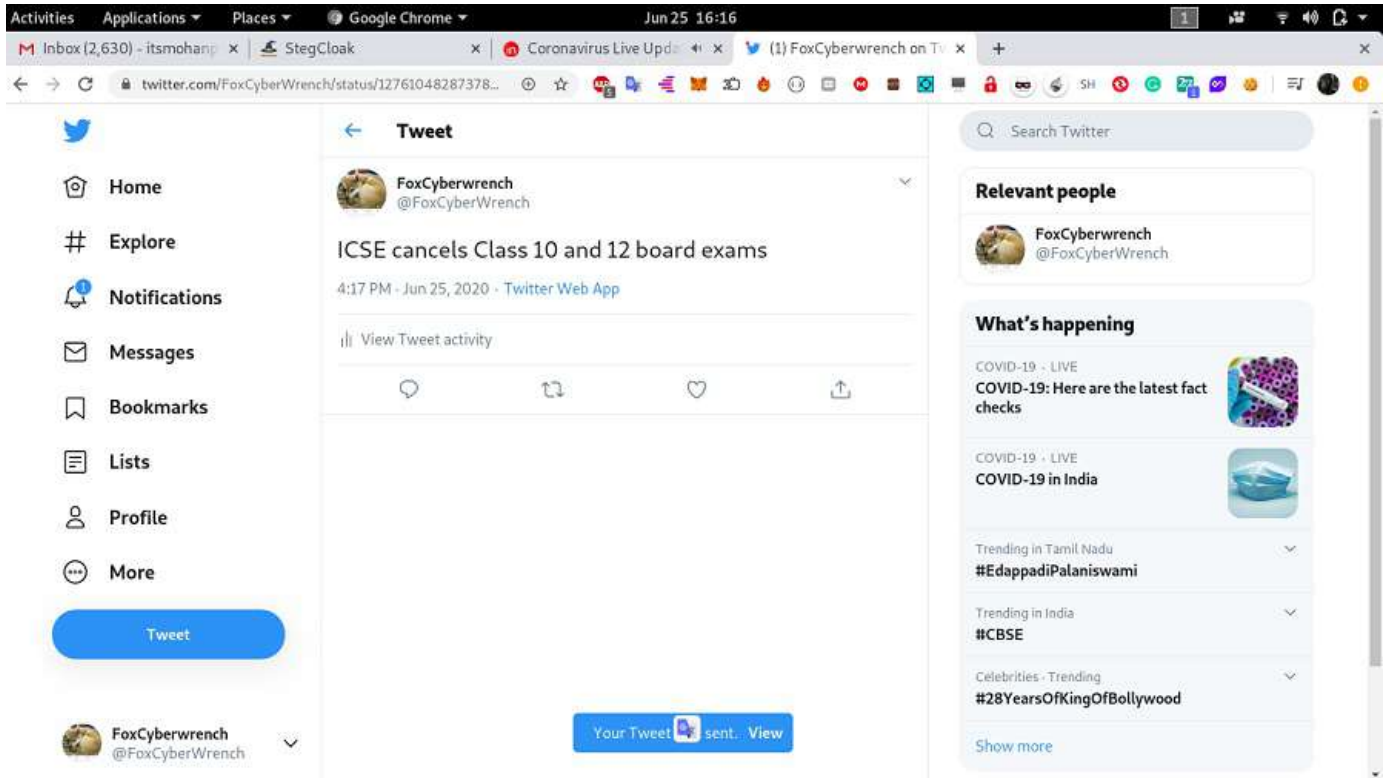 Activities Applications Places Google Chrome Jun 25 16:16 1
Inbox (2,630) - itsmohanp StegCloak Coronavirus Live Upda (1) FoxCyberwrench on Tw
twitter.com/FoxCyberWrench/status/12761048287378... SH
Home
Explore
1
Notifications
Messages
Bookmarks
Lists
Profile
More
Tweet
FoxCyberwrench
@FoxCyberWrench
Tweet
FoxCyberwrench
@FoxCyberWrench
ICSE cancels Class 10 and 12 board exams
4:17 PM · Jun 25, 2020 · Twitter Web App
View Tweet activity
Your Tweet sent. View
Search Twitter
Relevant people
FoxCyberwrench
@FoxCyberWrench
What's happening
COVID-19 · LIVE
COVID-19: Here are the latest fact
checks
COVID-19 · LIVE
COVID-19 in India
Trending in Tamil Nadu
#EdappadiPalaniswami
Trending in India
#CBSE
Celebrities · Trending
#28YearsOfKingOfBollywood
Show more